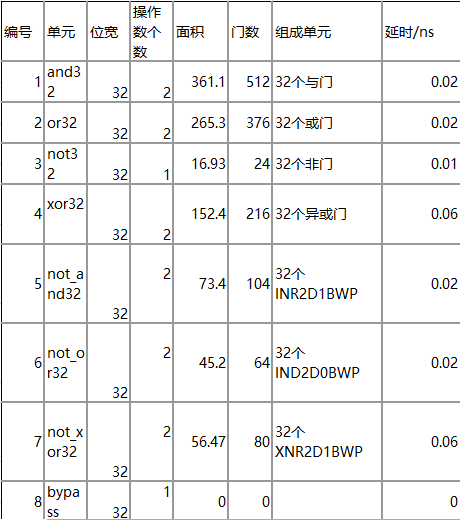 编号 单元 位宽 操作数个数 面积 门数 组成单元 延时/ns
1 and32 32 2 361.1 512 32个与门 0.02
2 or32 32 2 265.3 376 32个或门 0.02
3 not32 32 1 16.93 24 32个非门 0.01
4 xor32 32 2 152.4 216 32个异或门 0.06
5 not_and32 32 2 73.4 104 32个INR2D1BWP 0.02
6 not_or32 32 2 45.2 64 32个IND2D0BWP 0.02
7 not_xor32 32 2 56.47 80 32个XNR2D1BWP 0.06
8 bypass 32 1 0 0 0